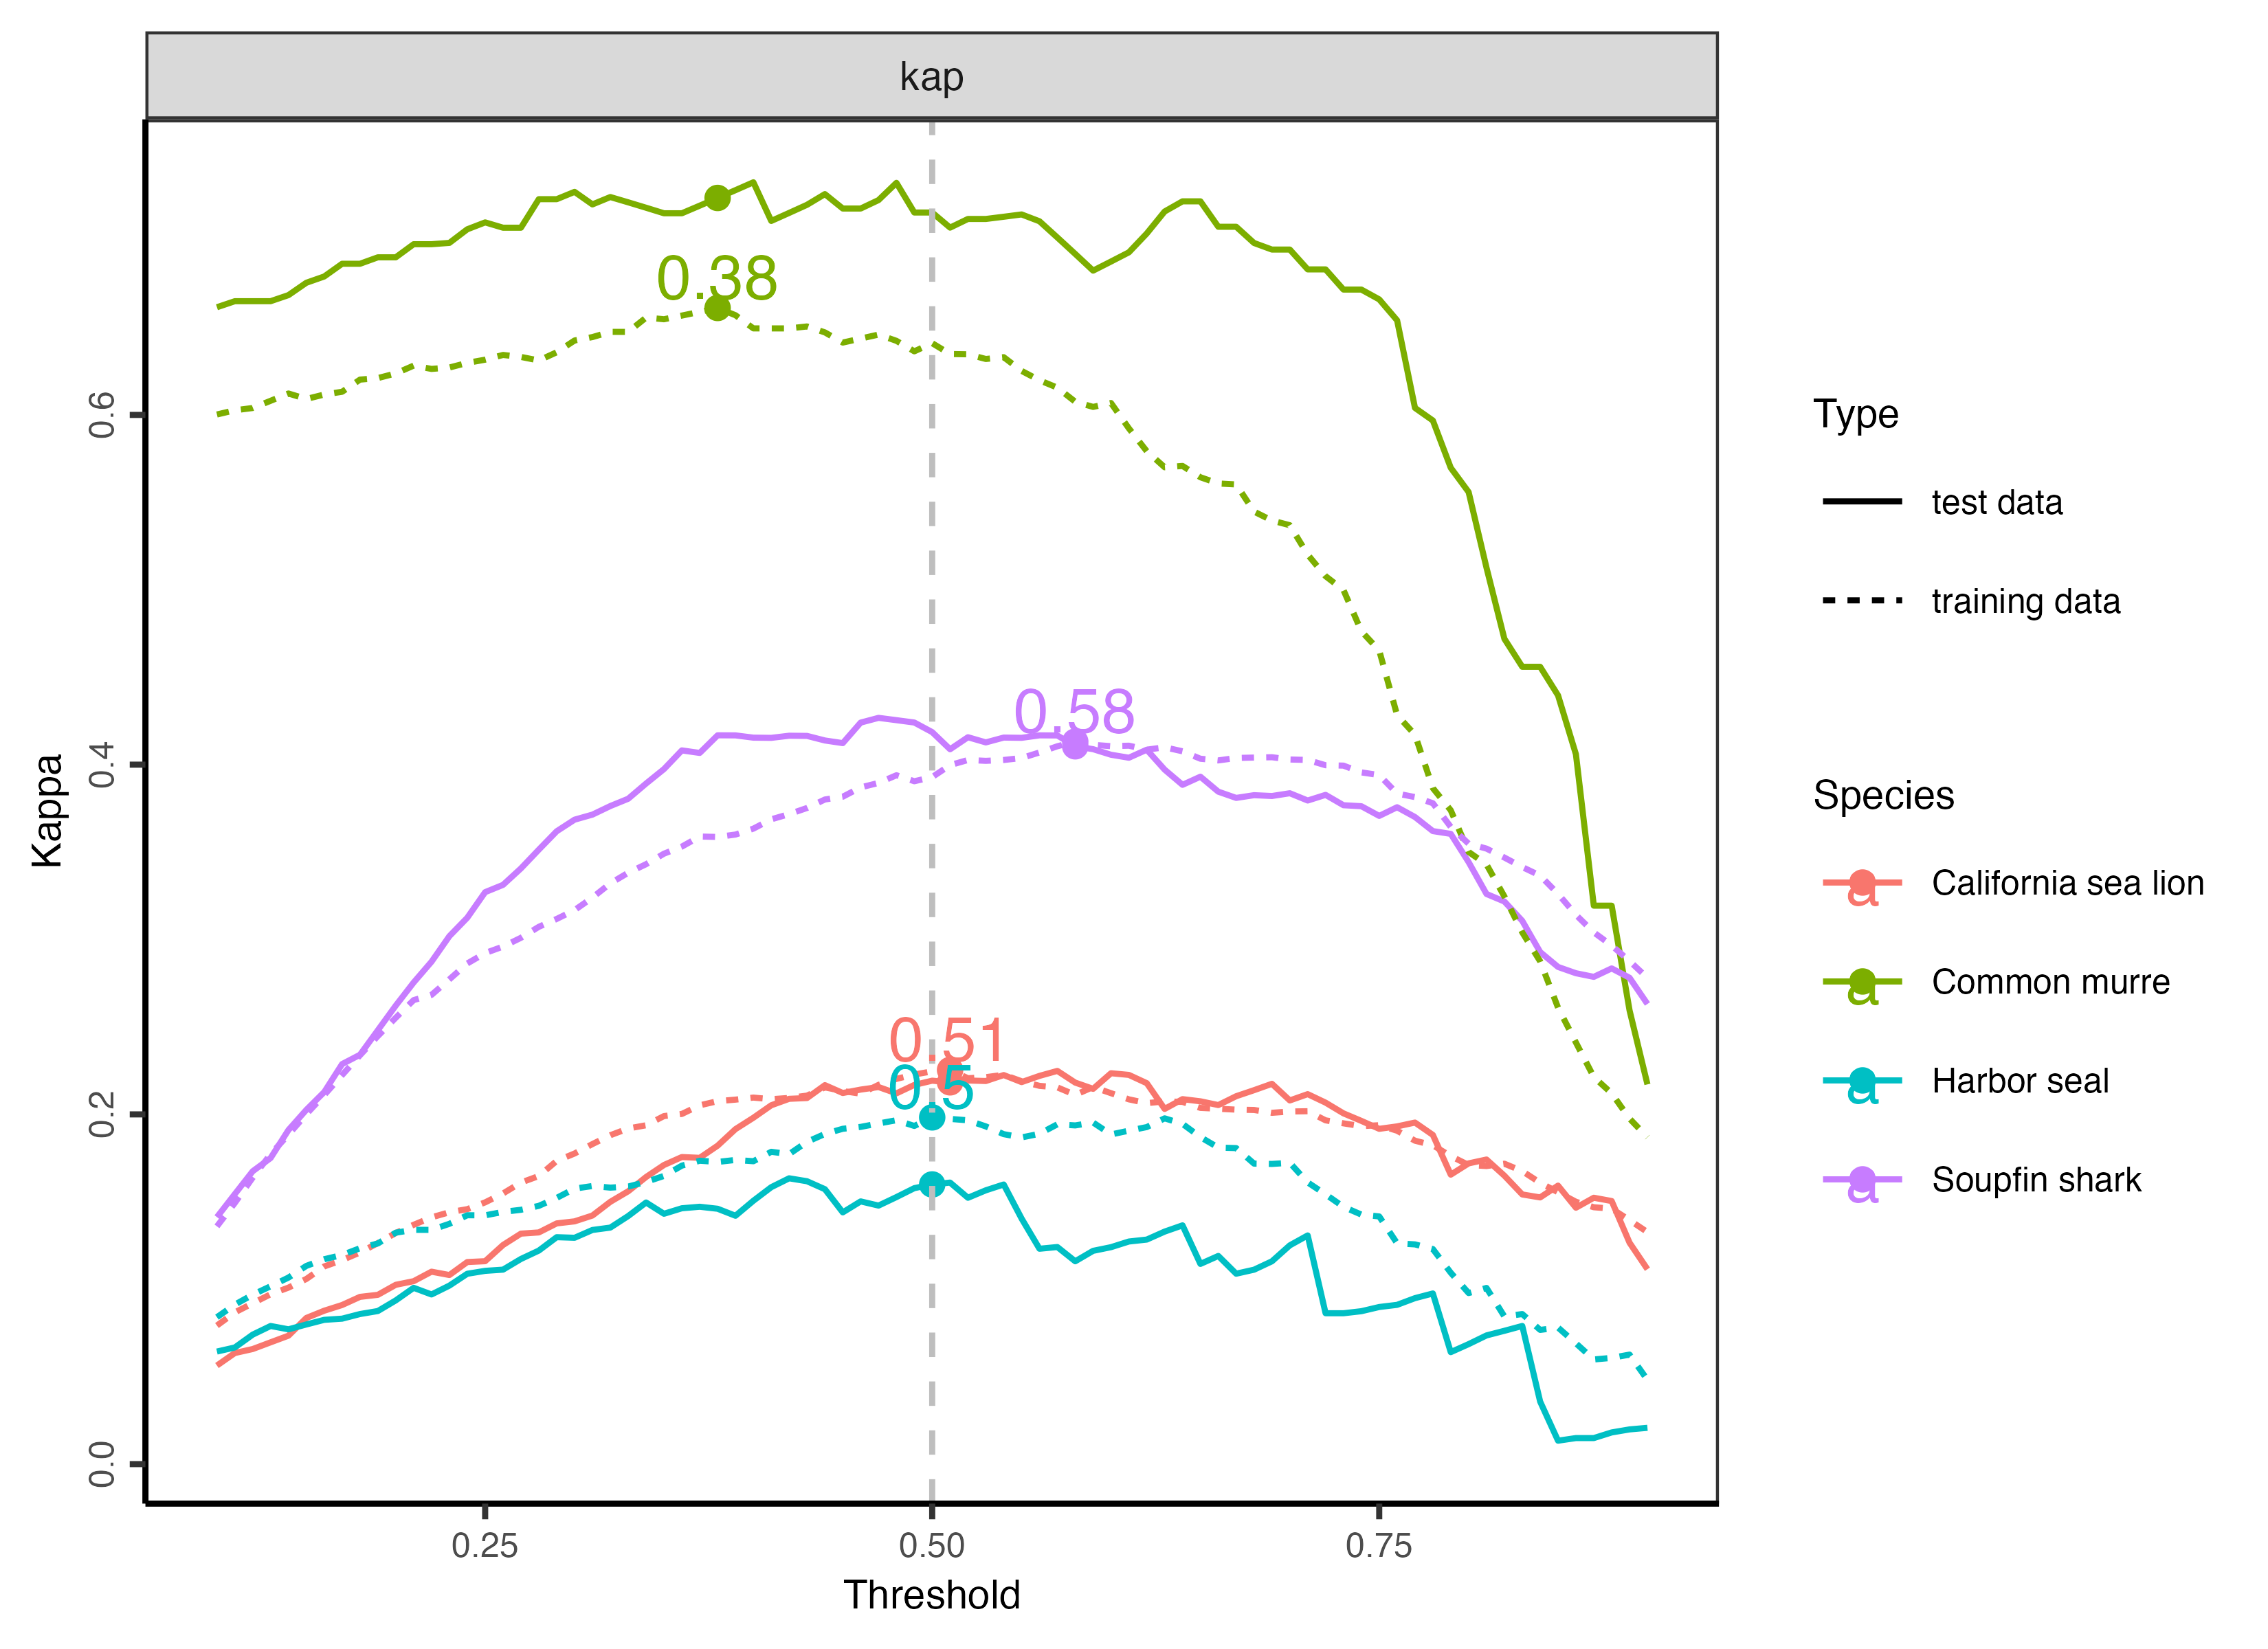 kap
0.38
0.58
0.51
0.5
0.6
0.4
0.2
0.0
Kappa
0.25 0.50 0.75
Threshold
Type
test data
training data
Species
a California sea lion
a Common murre
a Harbor seal
a Soupfin shark